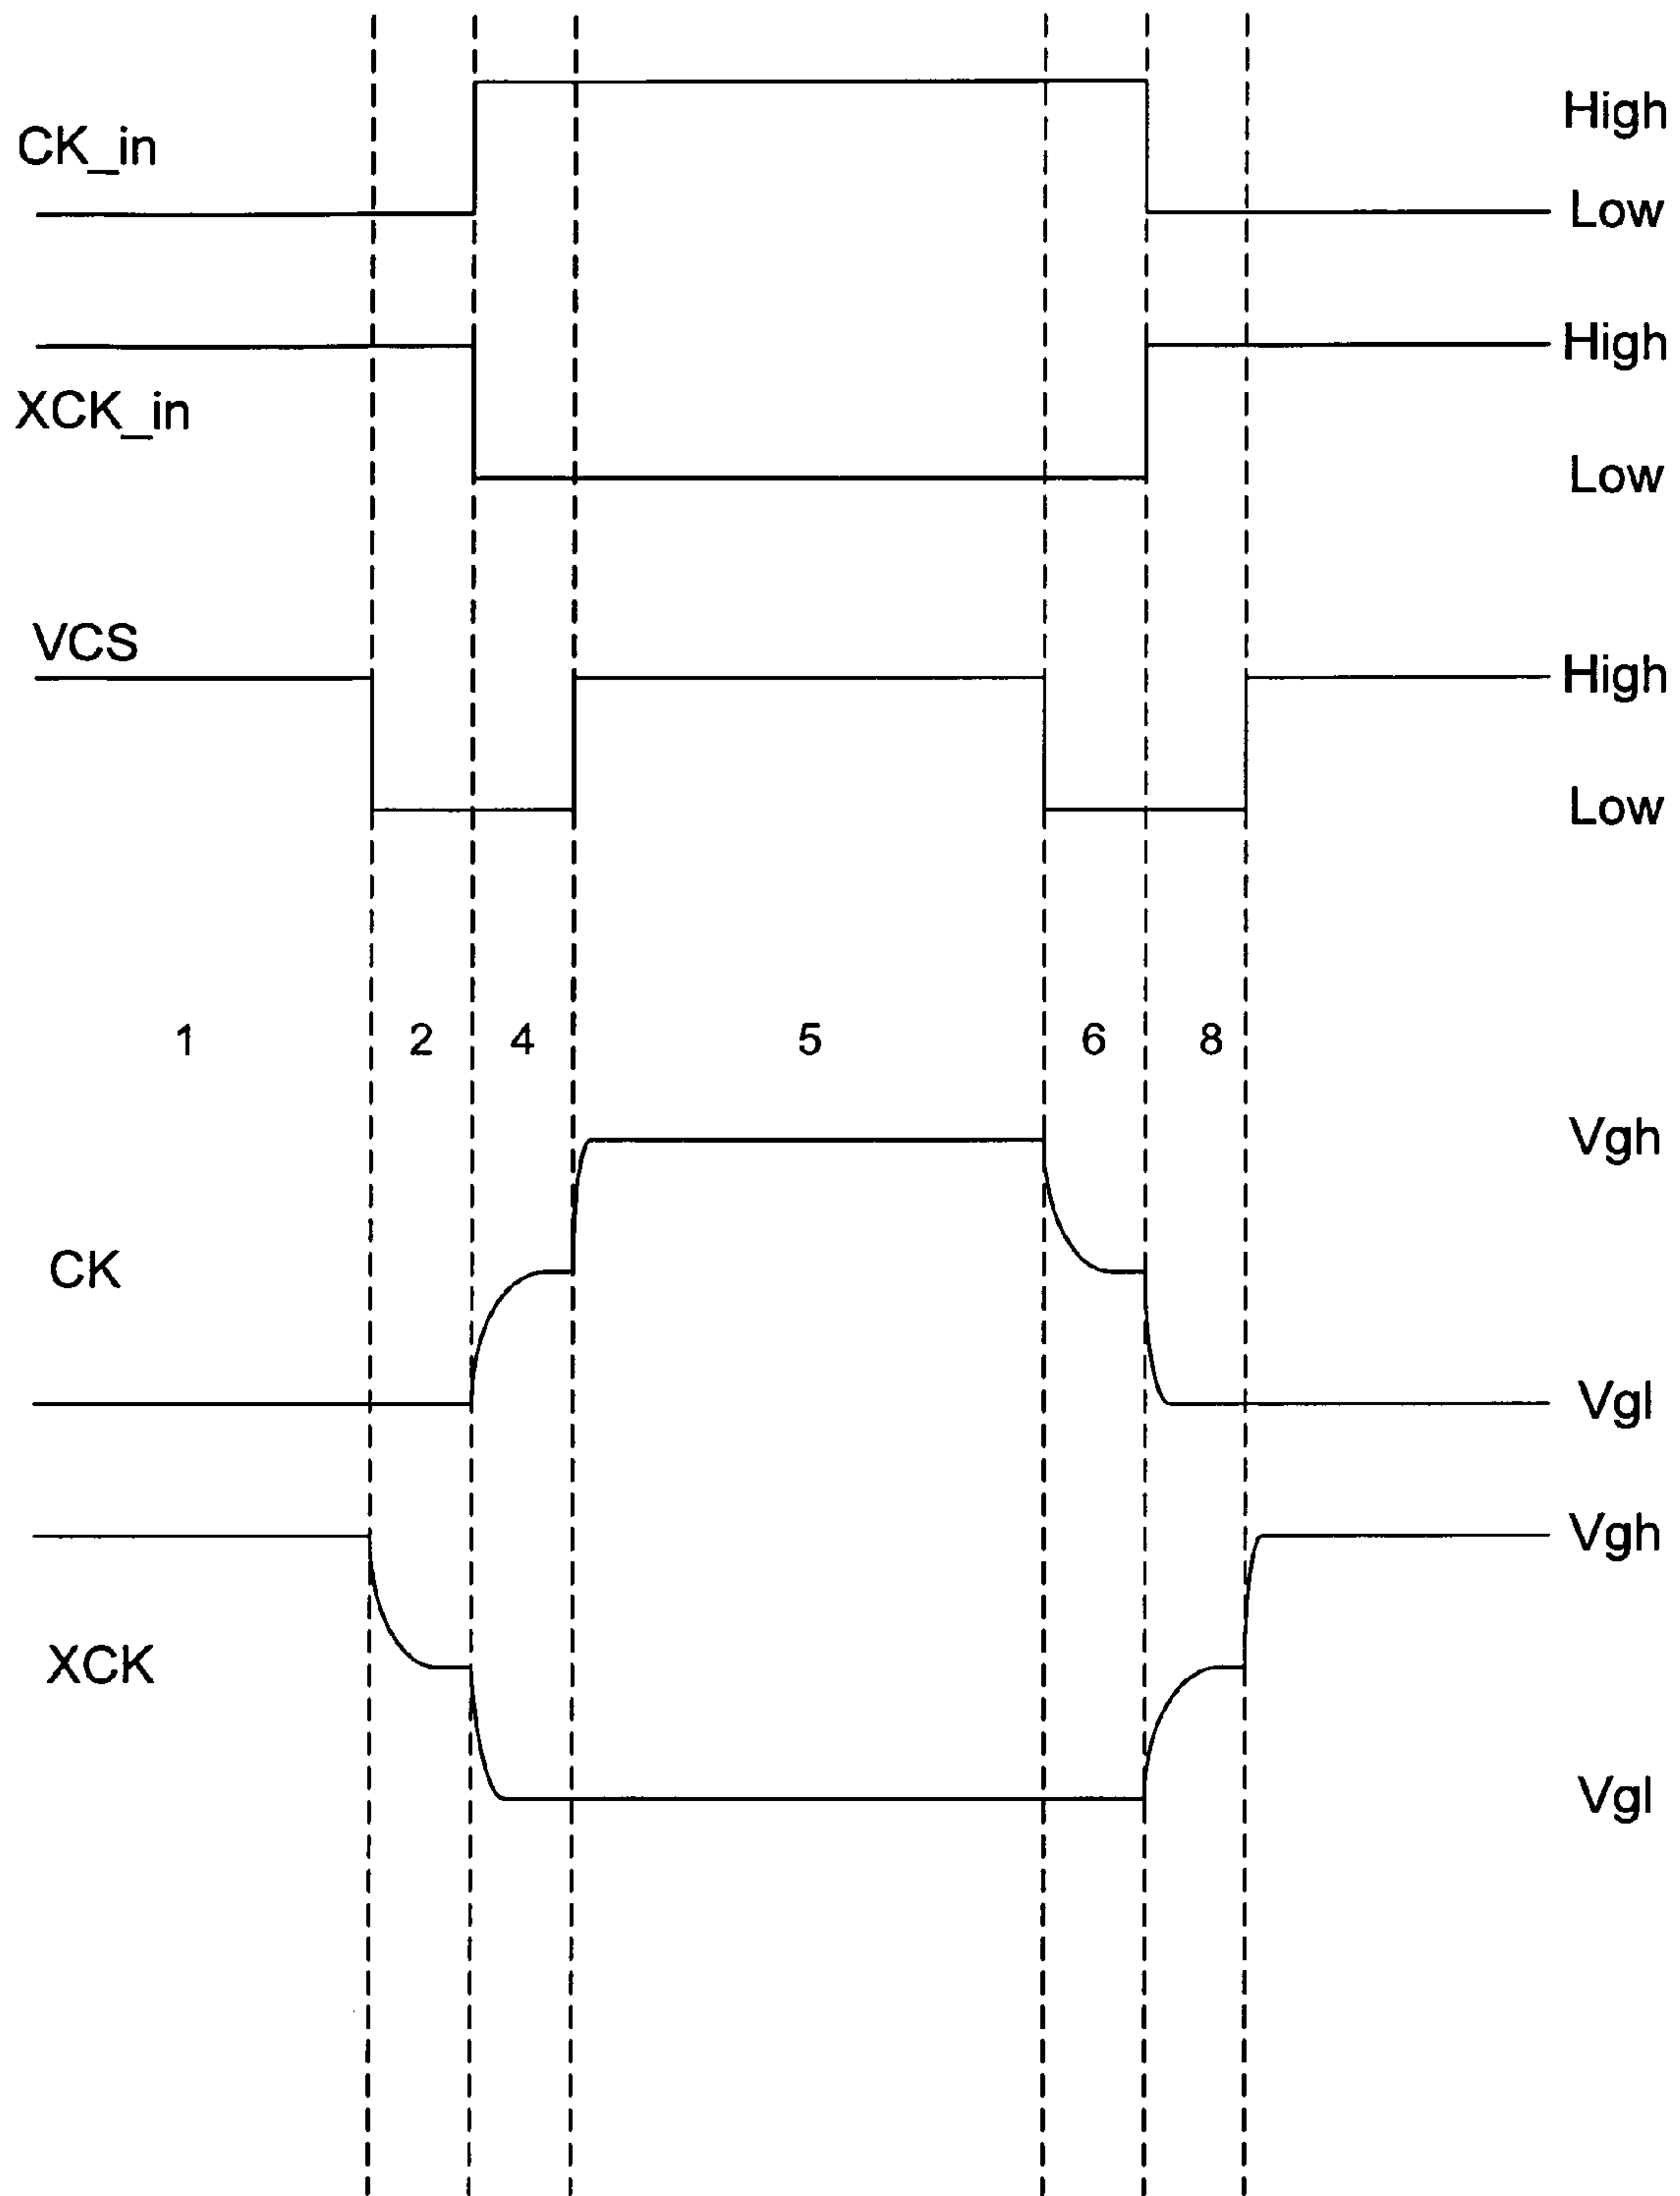 High
CK_in
Low
High
XCK_in
Low
VCS
High
Low
1 2 4 5 6 8
Vgh
CK
Vgl
Vgh
XCK
Vgl